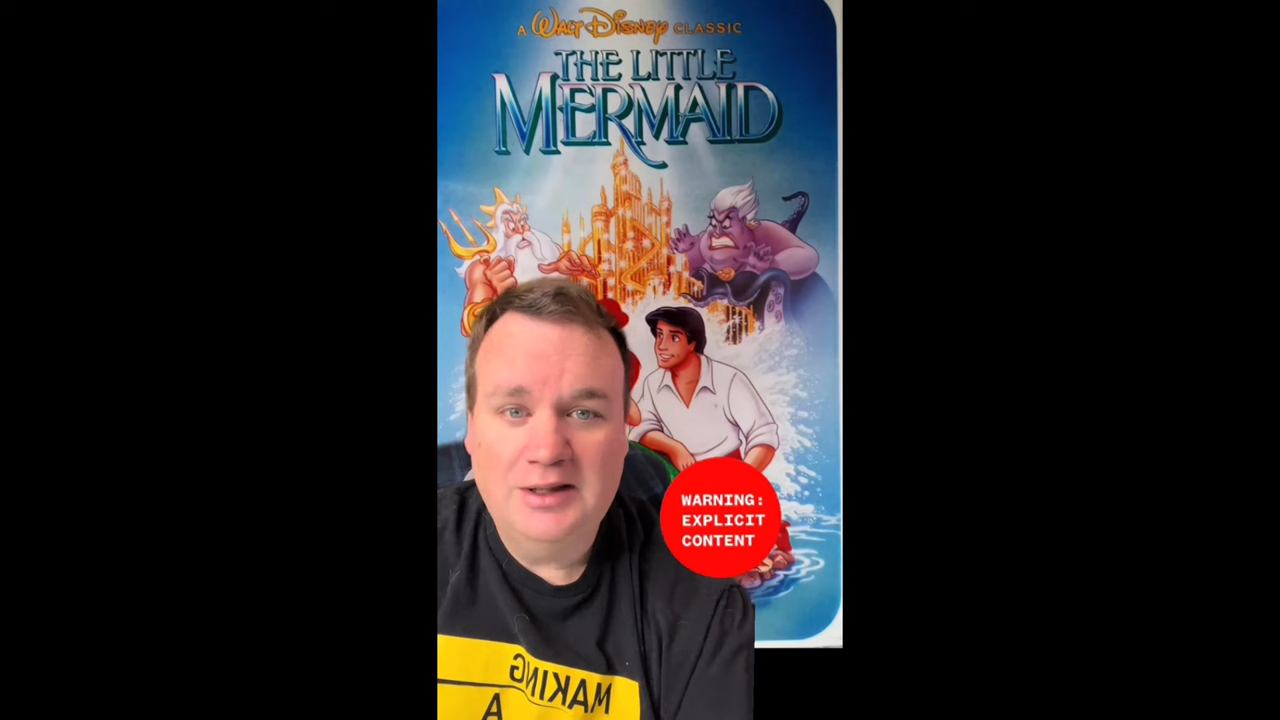 A WALT DISNEY CLASSIC
THE LITTLE
MERMAID
WARNING:
EXPLICIT
CONTENT
MAKING
A